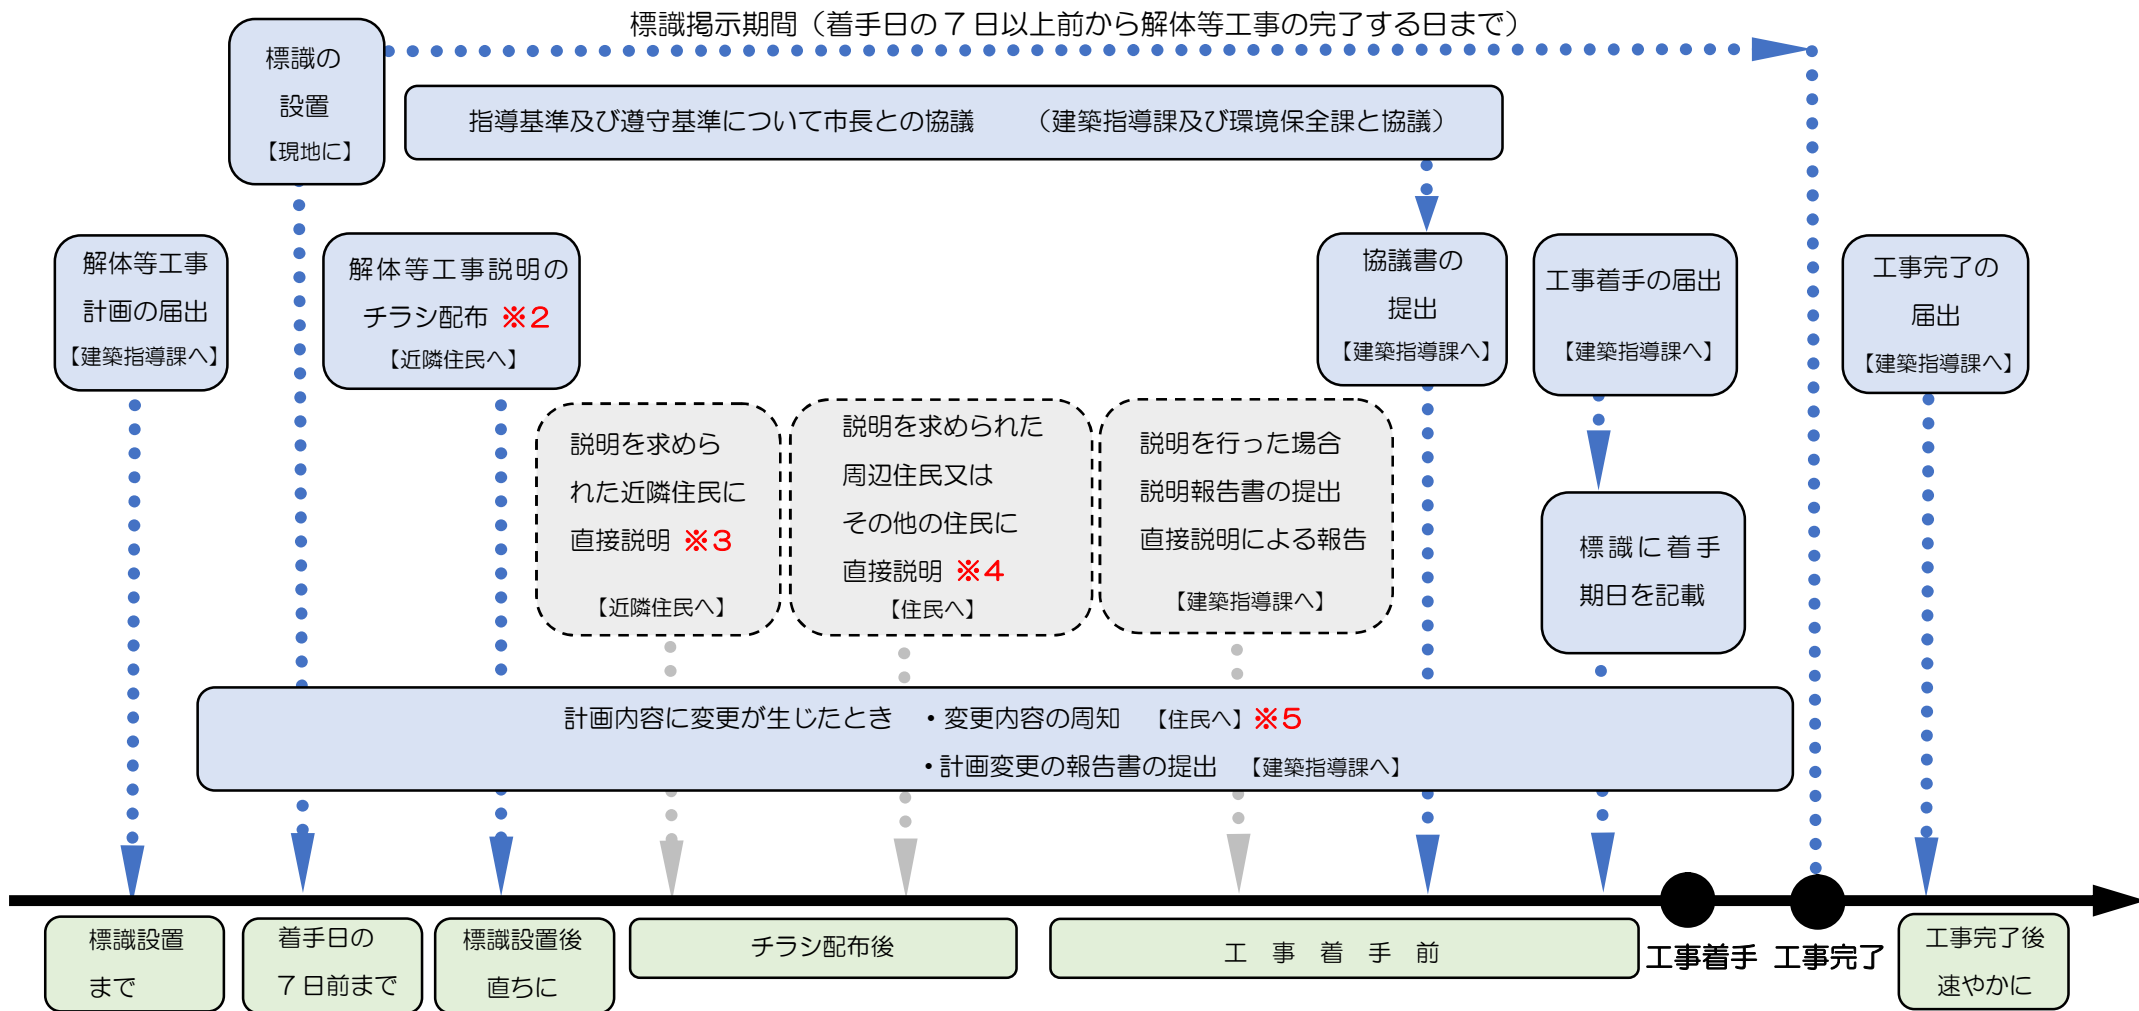 標識掲示期間（着手日の７日以上前から解体等工事の完了する日まで）
標識の
設置
【現地に】
指導基準及び遵守基準について市長との協議　　（建築指導課及び環境保全課と協議）
解体等工事
計画の届出
【建築指導課へ】
解体等工事説明の
チラシ配布 ※２
【近隣住民へ】
協議書の
提出
【建築指導課へ】
工事着手の届出
【建築指導課へ】
工事完了の
届出
【建築指導課へ】
説明を求めら
れた近隣住民に
直接説明 ※３
【近隣住民へ】
説明を求められた
周辺住民又は
その他の住民に
直接説明 ※４
【住民へ】
説明を行った場合
説明報告書の提出
直接説明による報告
【建築指導課へ】
標識に着手
期日を記載
計画内容に変更が生じたとき　・変更内容の周知　【住民へ】※５
・計画変更の報告書の提出　【建築指導課へ】
標識設置
まで
着手日の
７日前まで
標識設置後
直ちに
チラシ配布後
工　事　着　手　前
工事着手
工事完了
工事完了後
速やかに